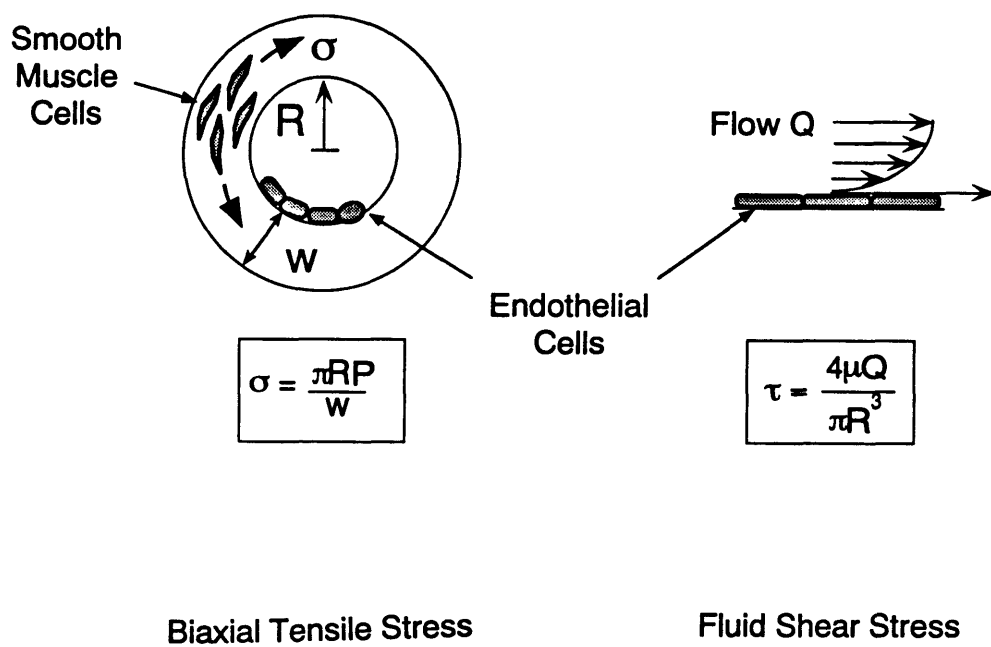 Smooth
Muscle
Cells
σ
R
W
Flow Q
Endothelial
Cells
σ = πRP/W
τ = 4μQ/πR³
Biaxial Tensile Stress
Fluid Shear Stress